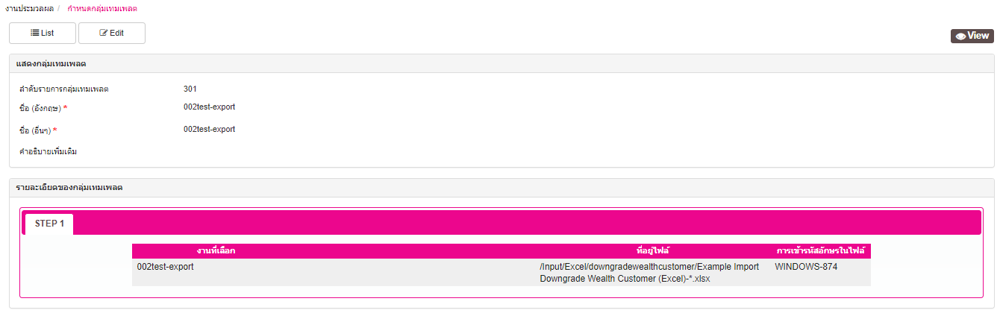 งานประมวลผล / กำหนดกลุ่มเทมเพลต
List Edit
View
แสดงกลุ่มเทมเพลต
ลำดับรายการกลุ่มเทมเพลต 301
ชื่อ (อังกฤษ) * 002test-export
ชื่อ (อื่นๆ) * 002test-export
คำอธิบายเพิ่มเติม
รายละเอียดของกลุ่มเทมเพลต
STEP 1
งานที่เลือก ที่อยู่ไฟล์ การเข้ารหัสอักษรในไฟล์
002test-export /Input/Excel/downgradewealthcustomer/Example Import WINDOWS-874
Downgrade Wealth Customer (Excel)-*.xlsx